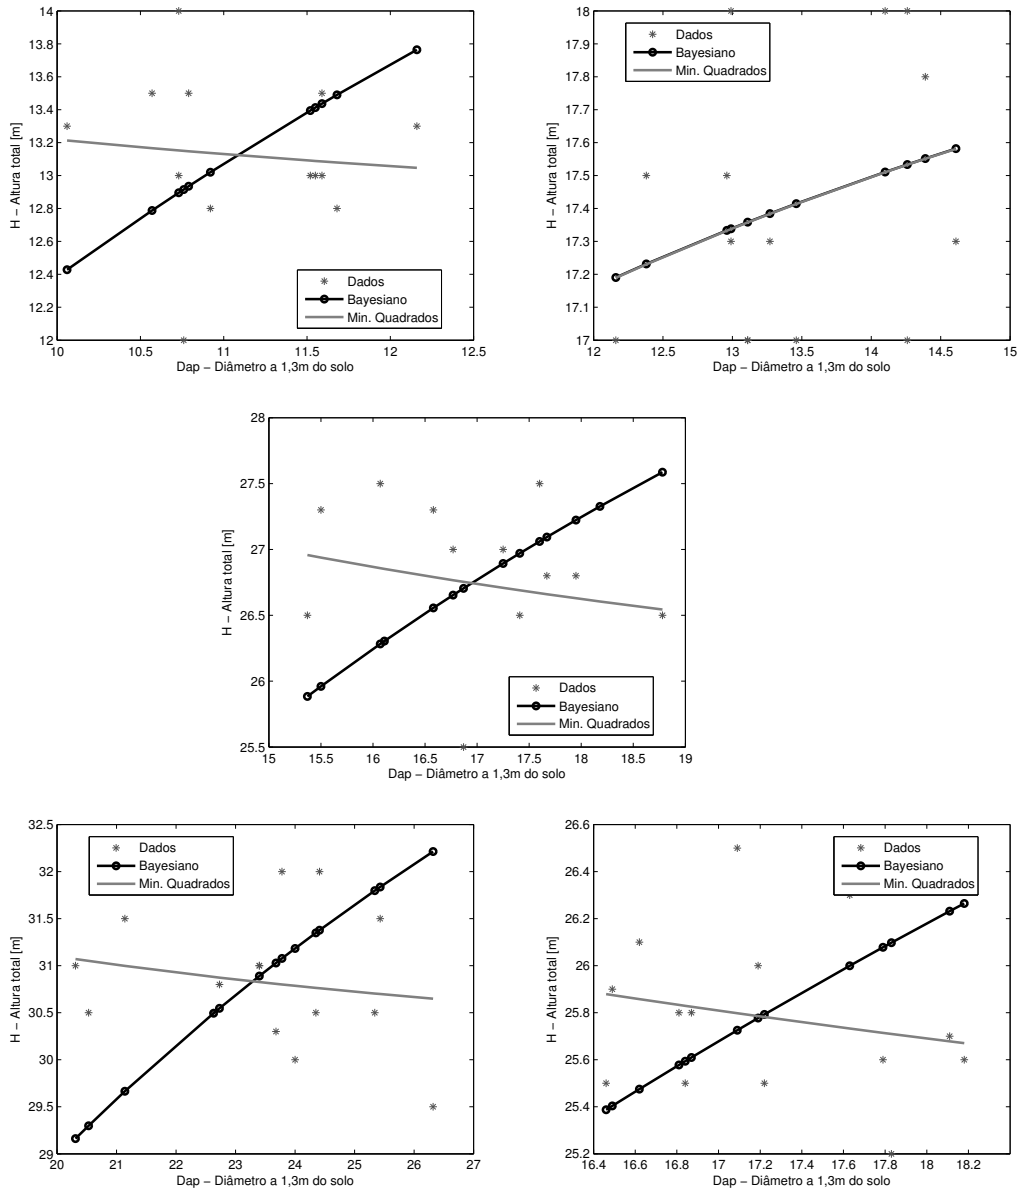 14
13.8
13.6
13.4
13.2
13
12.8
12.6
12.4
12.2
12
10 10.5 11 11.5 12 12.5
Dap − Diâmetro a 1,3m do solo
H − Altura total [m]
Dados
Bayesiano
Min. Quadrados
18
17.9
17.8
17.7
17.6
17.5
17.4
17.3
17.2
17.1
17
12 12.5 13 13.5 14 14.5 15
Dap − Diâmetro a 1,3m do solo
H − Altura total [m]
Dados
Bayesiano
Min. Quadrados
28
27.5
27
26.5
26
25.5
15 15.5 16 16.5 17 17.5 18 18.5 19
Dap − Diâmetro a 1,3m do solo
H − Altura total [m]
Dados
Bayesiano
Min. Quadrados
32.5
32
31.5
31
30.5
30
29.5
29
20 21 22 23 24 25 26 27
Dap − Diâmetro a 1,3m do solo
H − Altura total [m]
Dados
Bayesiano
Min. Quadrados
26.6
26.4
26.2
26
25.8
25.6
25.4
25.2
16.4 16.6 16.8 17 17.2 17.4 17.6 17.8 18 18.2
Dap − Diâmetro a 1,3m do solo
H − Altura total [m]
Dados
Bayesiano
Min. Quadrados